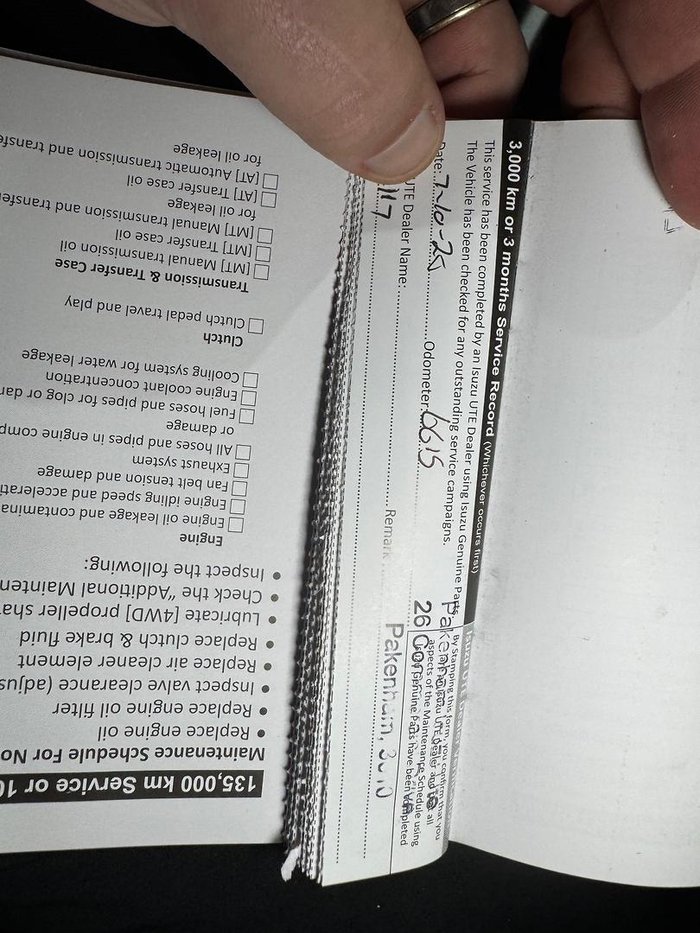 3,000 km or 3 months Service Record (Whichever occurs first)
This service has been completed by an Isuzu UTE Dealer using Isuzu Genuine Parts.
The Vehicle has been checked for any outstanding service campaigns.
Date: 7-10-25 Odometer: 6615
UTE Dealer Name:
117
Remark
By Stamping this form, you confirm that you
aspects of the Maintenance Schedule using
Genuine Parts have been completed
26
Pakenham,
135,000 km Service or 10
Maintenance Schedule For No
• Replace engine oil
• Replace engine oil filter
• Inspect valve clearance (adjus
• Replace air cleaner element
• Replace clutch & brake fluid
• Lubricate [4WD] propeller sha
• Check the "Additional Mainten
• Inspect the following:
Engine
Engine oil leakage and contamina
Engine idling speed and accelerati
Fan belt tension and damage
Exhaust system
All hoses and pipes in engine comp
or damage
Fuel hoses and pipes for clog or dam
Engine coolant concentration
Cooling system for water leakage
Clutch
Clutch pedal travel and play
Transmission & Transfer Case
[MT] Manual transmission oil
[MT] Transfer case oil
[MT] Manual transmission and transfer
for oil leakage
[AT] Transfer case oil
[AT] Automatic transmission and transfe
for oil leakage